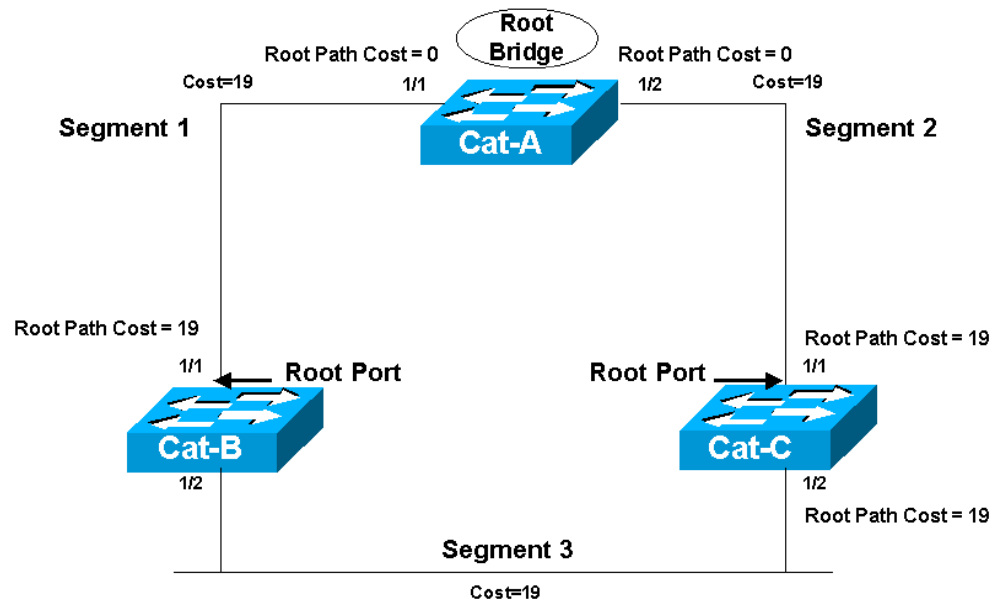 Root
Bridge
Root Path Cost = 0
Root Path Cost = 0
Cost=19
1/1
1/2
Cost=19
Segment 1
Cat-A
Segment 2
Root Path Cost = 19
Root Path Cost = 19
1/1
Root Port
Root Port
1/1
Cat-B
Cat-C
1/2
1/2
Root Path Cost = 19
Segment 3
Cost=19